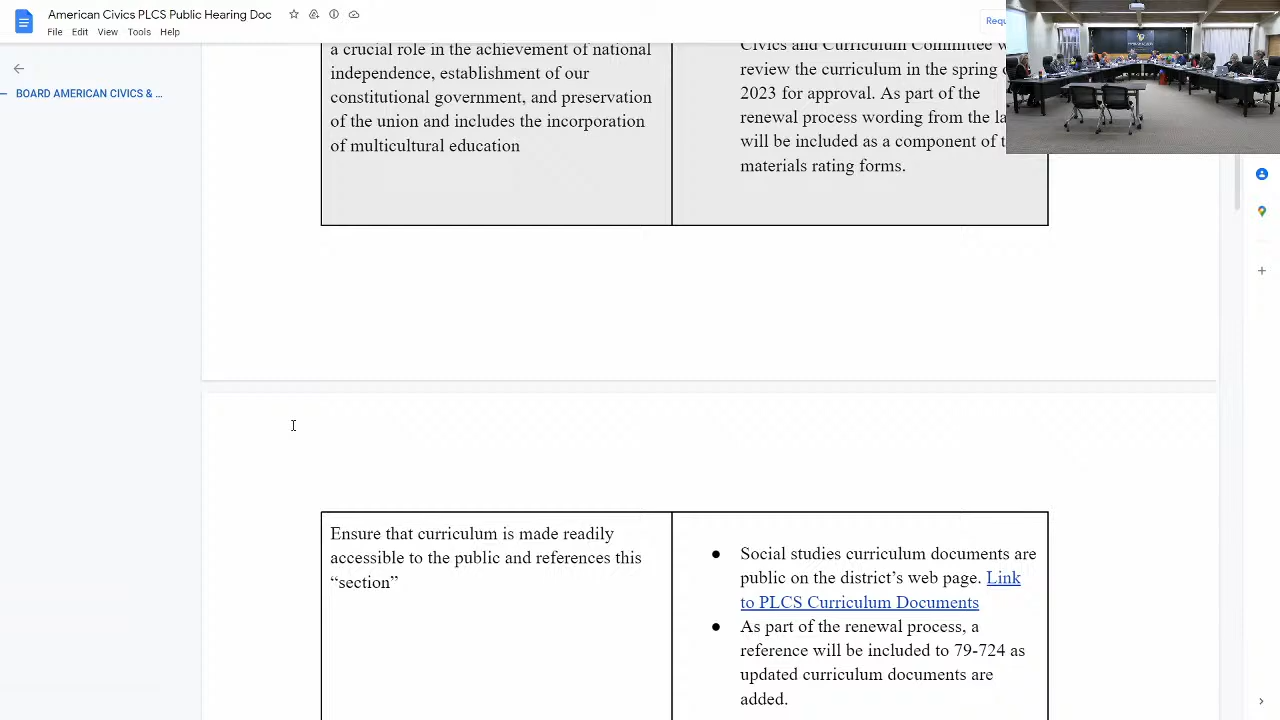 American Civics PLCS Public Hearing Doc
File Edit View Tools Help
Requ
BOARD AMERICAN CIVICS & ...
a crucial role in the achievement of national
independence, establishment of our
constitutional government, and preservation
of the union and includes the incorporation
of multicultural education
Civics and Curriculum Committee w
review the curriculum in the spring
2023 for approval. As part of the
renewal process wording from the la
will be included as a component of t
materials rating forms.
Ensure that curriculum is made readily
accessible to the public and references this
“section”
● Social studies curriculum documents are
public on the district’s web page. Link
to PLCS Curriculum Documents
● As part of the renewal process, a
reference will be included to 79-724 as
updated curriculum documents are
added.